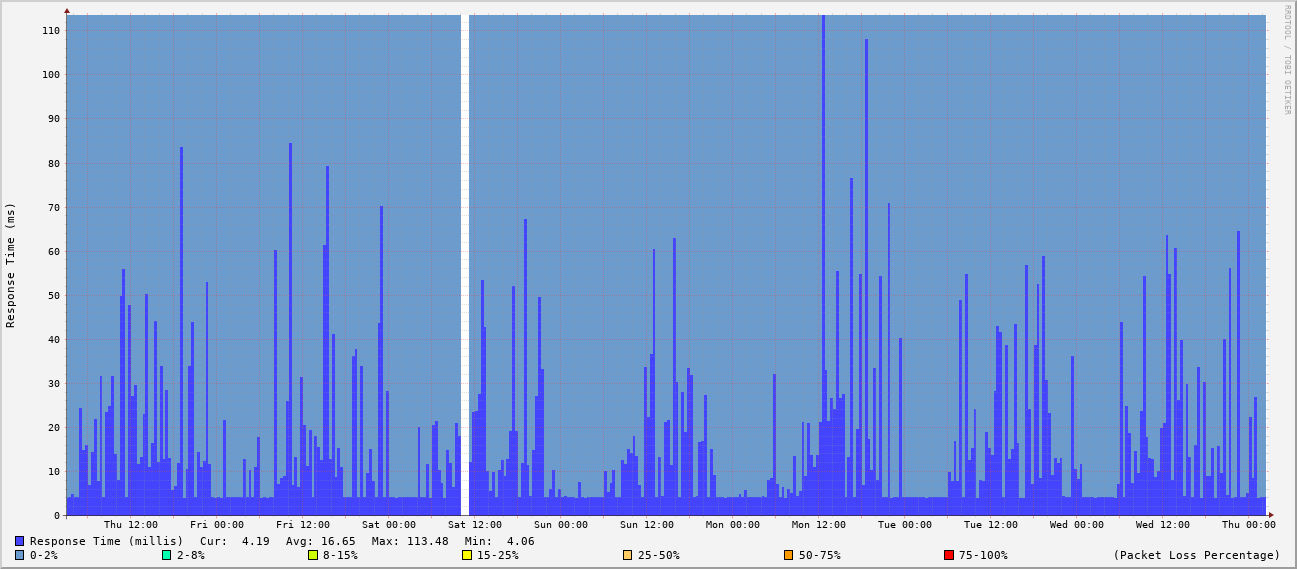 RRDTOOL / TOBI OETIKER
Response Time (ms)
110
100
90
80
70
60
50
40
30
20
10
0
Thu 12:00 Fri 00:00 Fri 12:00 Sat 00:00 Sat 12:00 Sun 00:00 Sun 12:00 Mon 00:00 Mon 12:00 Tue 00:00 Tue 12:00 Wed 00:00 Wed 12:00 Thu 00:00
Response Time (millis) Cur: 4.19 Avg: 16.65 Max: 113.48 Min: 4.06
0-2% 2-8% 8-15% 15-25% 25-50% 50-75% 75-100% (Packet Loss Percentage)